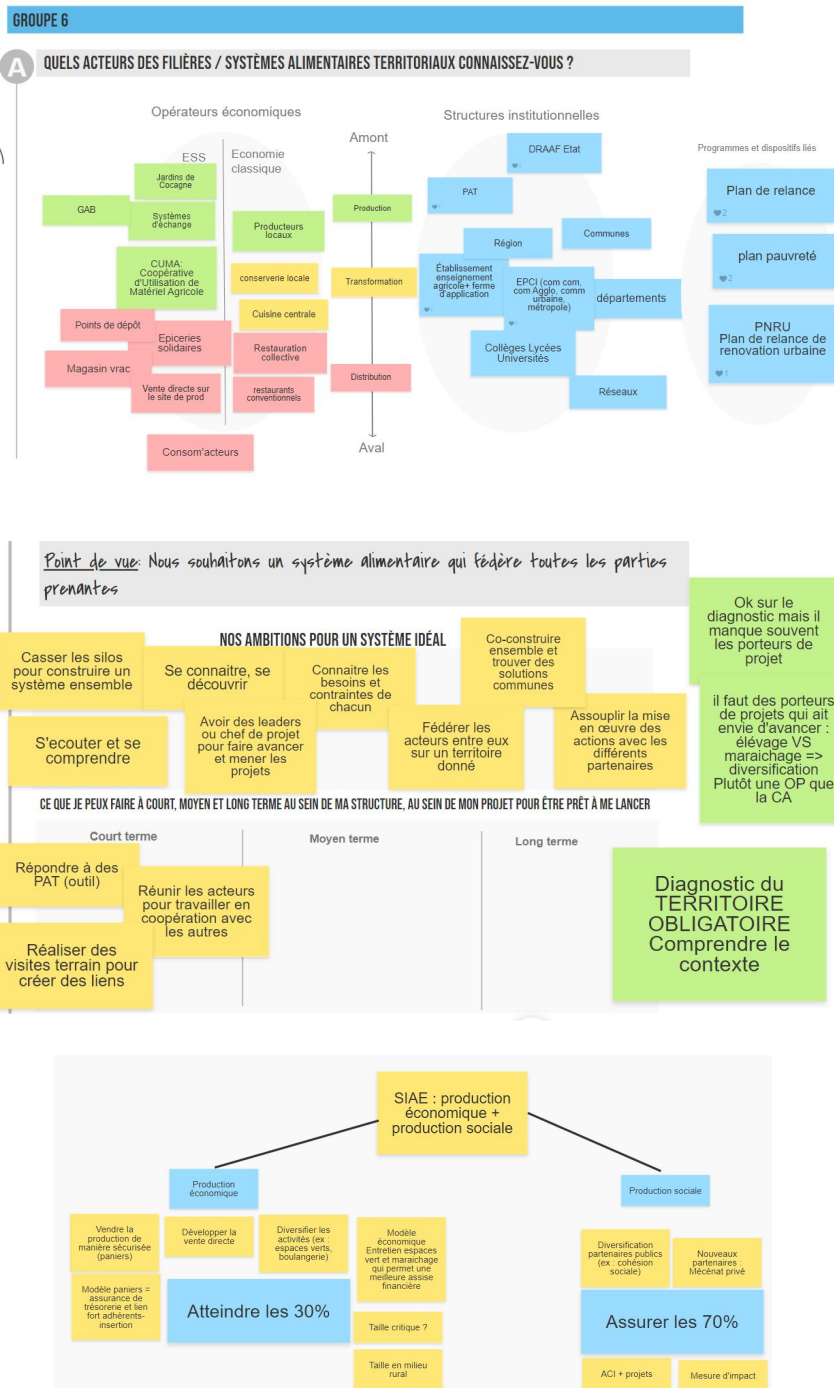 GROUPE 6
A
QUELS ACTEURS DES FILIÈRES / SYSTÈMES ALIMENTAIRES TERRITORIAUX CONNAISSEZ-VOUS ?
Opérateurs économiques
ESS
Economie
classique
Jardins de
Cocagne
GAB
Systèmes
d'échange
Producteurs
locaux
CUMA:
Coopérative
d'Utilisation de
Matériel Agricole
conserverie locale
Cuisine centrale
Points de dépôt
Epiceries
solidaires
Restauration
collective
Magasin vrac
Vente directe sur
le site de prod
restaurants
conventionnels
Consom'acteurs
Amont
Production
Transformation
Distribution
Aval
Structures institutionnelles
DRAAF Etat
1
PAT
1
Région
Communes
Établissement
enseignement
agricole+ ferme
d'application
1
EPCI (com com,
com Agglo, comm
urbaine,
métropole)
1
départements
Collèges Lycées
Universités
Réseaux
Programmes et dispositifs liés
Plan de relance
2
plan pauvreté
2
PNRU
Plan de relance de
renovation urbaine
1
Point de vue: Nous souhaitons un système alimentaire qui fédère toutes les parties
prenantes
NOS AMBITIONS POUR UN SYSTÈME IDÉAL
Casser les silos
pour construire un
système ensemble
Se connaitre, se
découvrir
Connaitre les
besoins et
contraintes de
chacun
Co-construire
ensemble et
trouver des
solutions
communes
S'ecouter et se
comprendre
Avoir des leaders
ou chef de projet
pour faire avancer
et mener les
projets
Fédérer les
acteurs entre eux
sur un territoire
donné
Assouplir la mise
en œuvre des
actions avec les
différents
partenaires
Ok sur le
diagnostic mais il
manque souvent
les porteurs de
projet
il faut des porteurs
de projets qui ait
envie d'avancer :
élévage VS
maraichage =>
diversification
Plutôt une OP que
la CA
CE QUE JE PEUX FAIRE À COURT, MOYEN ET LONG TERME AU SEIN DE MA STRUCTURE, AU SEIN DE MON PROJET POUR ÊTRE PRÊT À ME LANCER
Court terme
Moyen terme
Long terme
Répondre à des
PAT (outil)
Réunir les acteurs
pour travailler en
coopération avec
les autres
Réaliser des
visites terrain pour
créer des liens
Diagnostic du
TERRITOIRE
OBLIGATOIRE
Comprendre le
contexte
SIAE : production
économique +
production sociale
Production
économique
Production sociale
Vendre la
production de
manière sécurisée
(paniers)
Développer la
vente directe
Diversifier les
activités (ex :
espaces verts,
boulangerie)
Modèle
économique
Entretien espaces
vert et maraichage
qui permet une
meilleure assise
financière
Modèle paniers =
assurance de
trésorerie et lien
fort adhérents-
insertion
Atteindre les 30%
Taille critique ?
Taille en milieu
rural
Diversification
partenaires publics
(ex : cohésion
sociale)
Nouveaux
partenaires :
Mécénat privé
Assurer les 70%
ACI + projets
Mesure d'impact